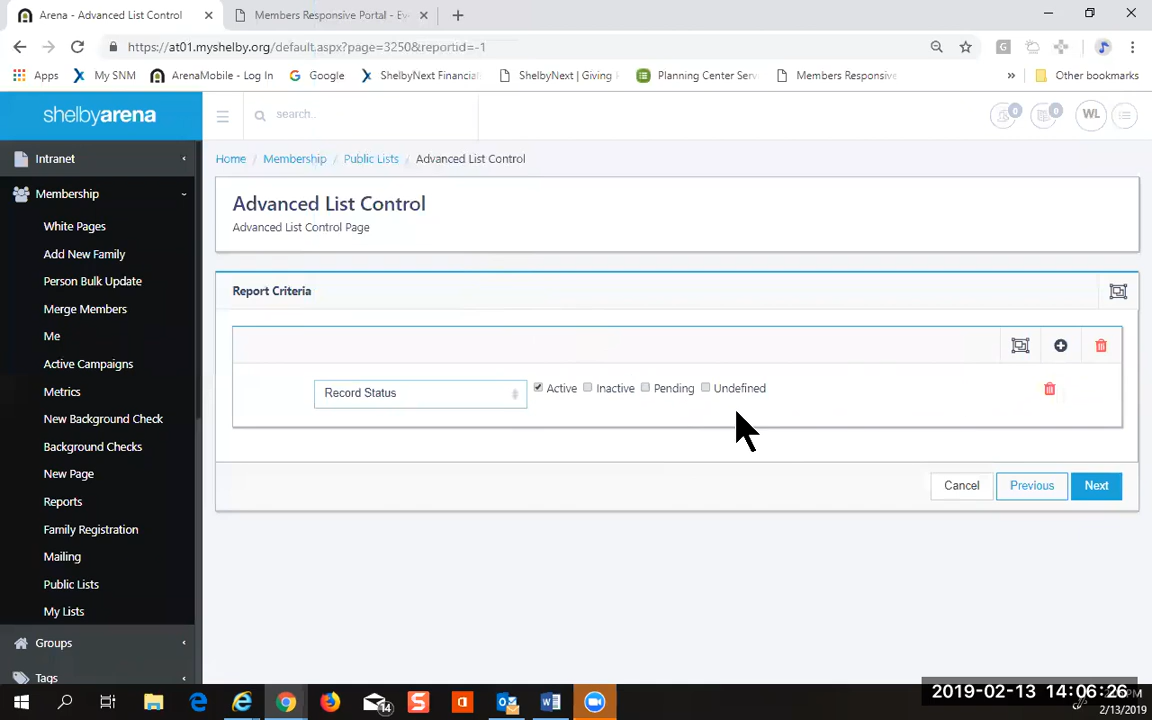 Arena - Advanced List Control
Members Responsive Portal - Ev
https://at01.myshelby.org/default.aspx?page=3250&reportid=-1
Apps
My SNM
ArenaMobile - Log In
Google
ShelbyNext Financial
ShelbyNext | Giving
Planning Center Serv
Members Responsive
Other bookmarks
shelbyarena
search..
0
0
WL
Intranet
Home / Membership / Public Lists / Advanced List Control
Membership
White Pages
Add New Family
Person Bulk Update
Merge Members
Me
Active Campaigns
Metrics
New Background Check
Background Checks
New Page
Reports
Family Registration
Mailing
Public Lists
My Lists
Groups
Tags
Advanced List Control
Advanced List Control Page
Report Criteria
Record Status
Active
Inactive
Pending
Undefined
Cancel
Previous
Next
14
2019-02-13 14:06:26
2/13/2019